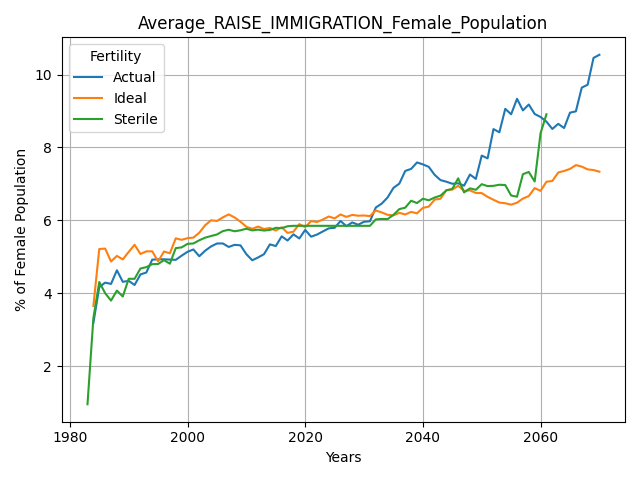 Average_RAISE_IMMIGRATION_Female_Population
Fertility
Actual
Ideal
Sterile
% of Female Population
10
8
6
4
2
1980
2000
2020
2040
2060
Years